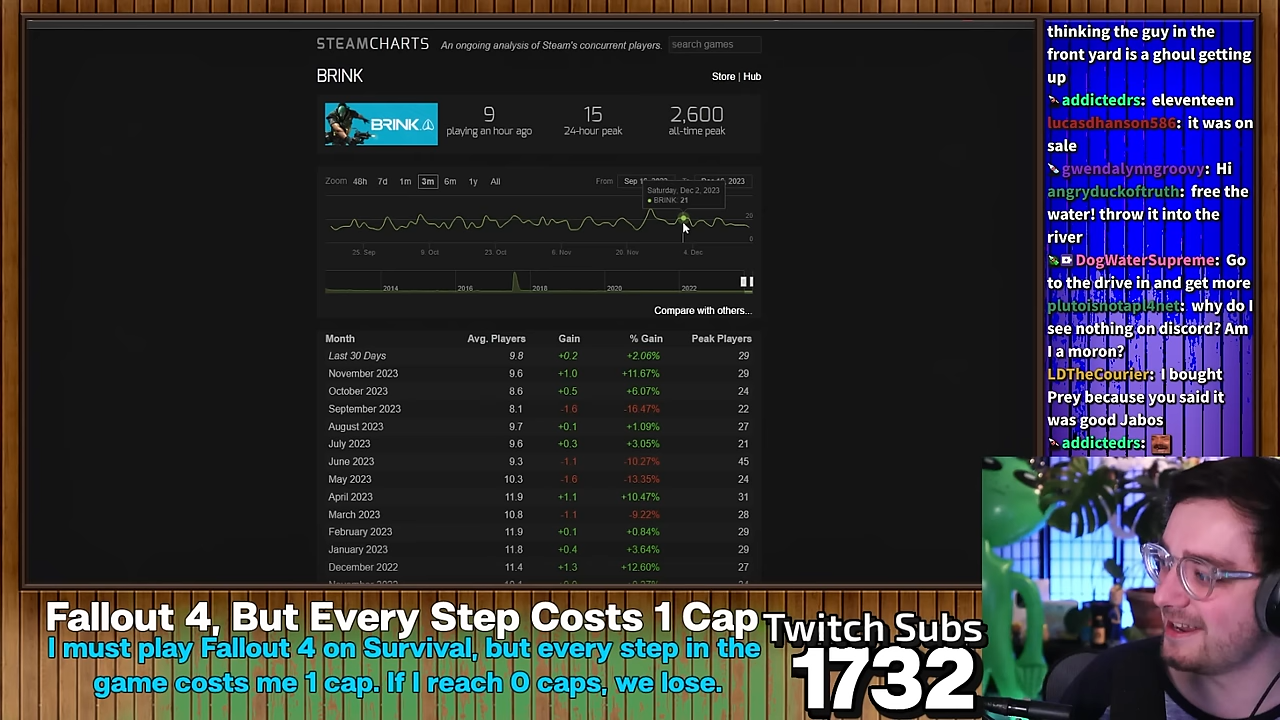 STEAMCHARTS An ongoing analysis of Steam's concurrent players. search games
BRINK Store | Hub
BRINK
9 15 2,600
playing an hour ago 24-hour peak all-time peak
Zoom 48h 7d 1m 3m 6m 1y All From
Saturday, Dec 2, 2023
BRINK: 21
20
0
25. Sep 9. Oct 23. Oct 6. Nov 20. Nov 4. Dec
2014 2016 2018 2020 2022
Compare with others...
Month Avg. Players Gain % Gain Peak Players
Last 30 Days 9.8 +0.2 +2.06% 29
November 2023 9.6 +1.0 +11.67% 29
October 2023 8.6 +0.5 +6.07% 24
September 2023 8.1 -1.6 -16.47% 22
August 2023 9.7 +0.1 +1.09% 27
July 2023 9.6 +0.3 +3.05% 21
June 2023 9.3 -1.1 -10.27% 45
May 2023 10.3 -1.6 -13.35% 24
April 2023 11.9 +1.1 +10.47% 31
March 2023 10.8 -1.1 -9.22% 28
February 2023 11.9 +0.1 +0.84% 29
January 2023 11.8 +0.4 +3.64% 29
December 2022 11.4 +1.3 +12.60% 27
thinking the guy in the
front yard is a ghoul getting
up
addictedrs: eleventeen
lucasdhanson586: it was on
sale
gwendalynngroovy: Hi
angryduckoftruth: free the
water! throw it into the
river
DogWaterSupreme: Go
to the drive in and get more
plutoisnotapl4net: why do I
see nothing on discord? Am
I a moron?
LDTheCourier: I bought
Prey because you said it
was good Jabos
addictedrs:
Fallout 4, But Every Step Costs 1 Cap
I must play Fallout 4 on Survival, but every step in the
game costs me 1 cap. If I reach 0 caps, we lose.
Twitch Subs
1732